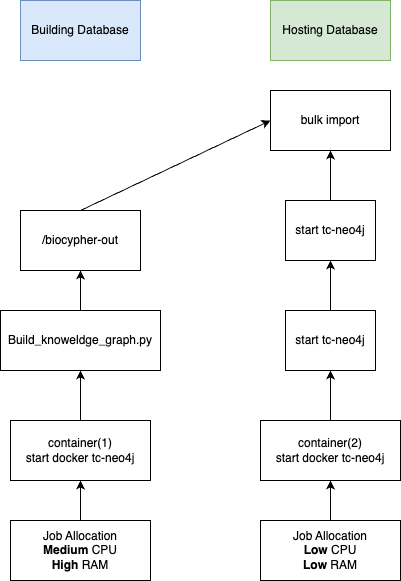 Building Database
Hosting Database
bulk import
/biocypher-out
start tc-neo4j
Build_knoweldge_graph.py
start tc-neo4j
container(1)
start docker tc-neo4j
container(2)
start docker tc-neo4j
Job Allocation
Medium CPU
High RAM
Job Allocation
Low CPU
Low RAM